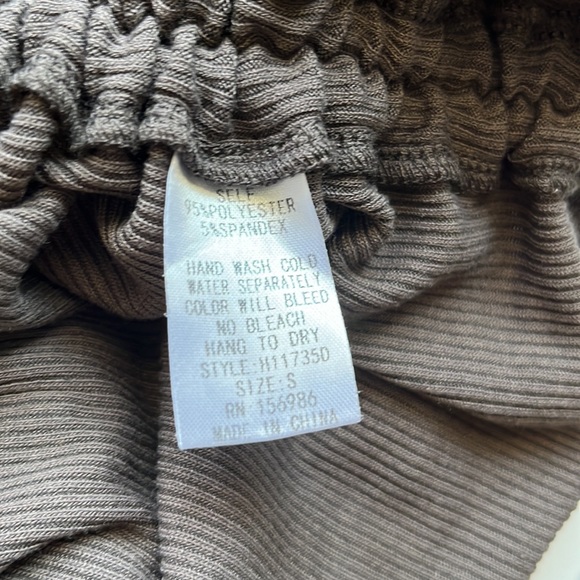 SELF
95%POLYESTER
5%SPANDEX
HAND WASH COLD
WATER SEPARATELY
COLOR WILL BLEED
NO BLEACH
HANG TO DRY
STYLE:H11735D
SIZE:S
RN 156986
MADE IN CHINA